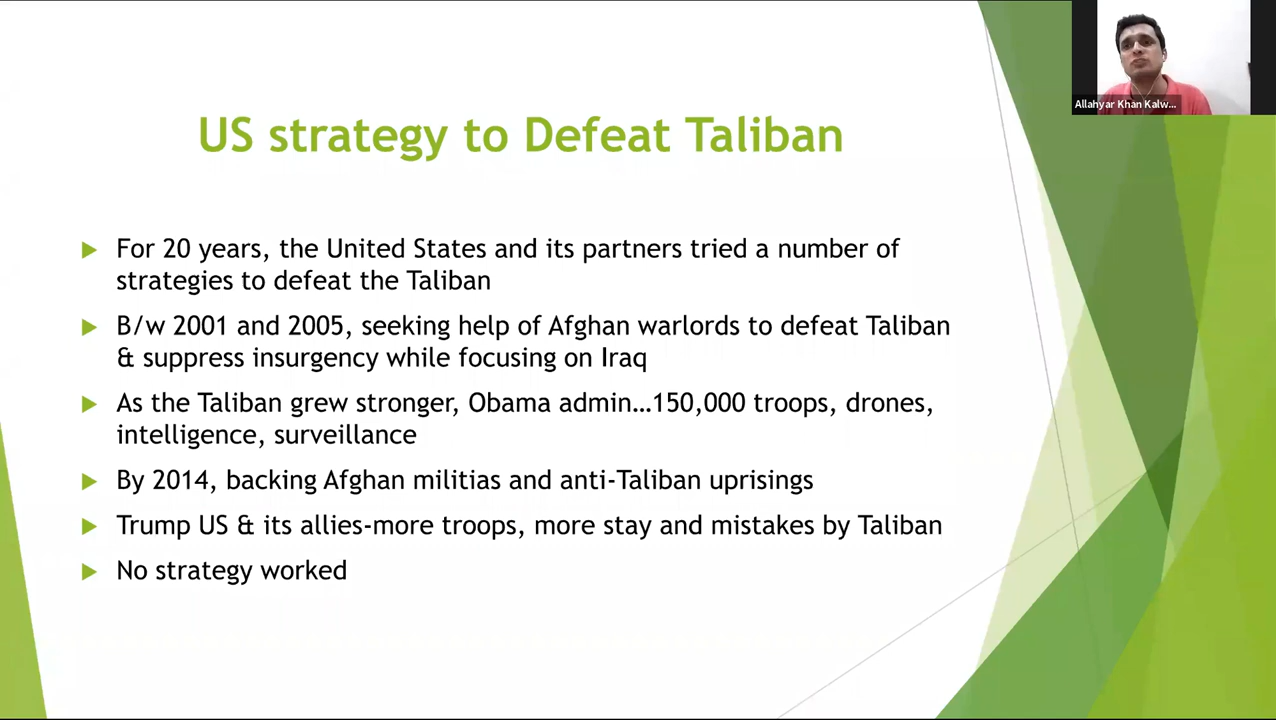 US strategy to Defeat Taliban
For 20 years, the United States and its partners tried a number of
strategies to defeat the Taliban
B/w 2001 and 2005, seeking help of Afghan warlords to defeat Taliban
& suppress insurgency while focusing on Iraq
As the Taliban grew stronger, Obama admin…150,000 troops, drones,
intelligence, surveillance
By 2014, backing Afghan militias and anti-Taliban uprisings
Trump US & its allies-more troops, more stay and mistakes by Taliban
No strategy worked
Allahyar Khan Kalw...